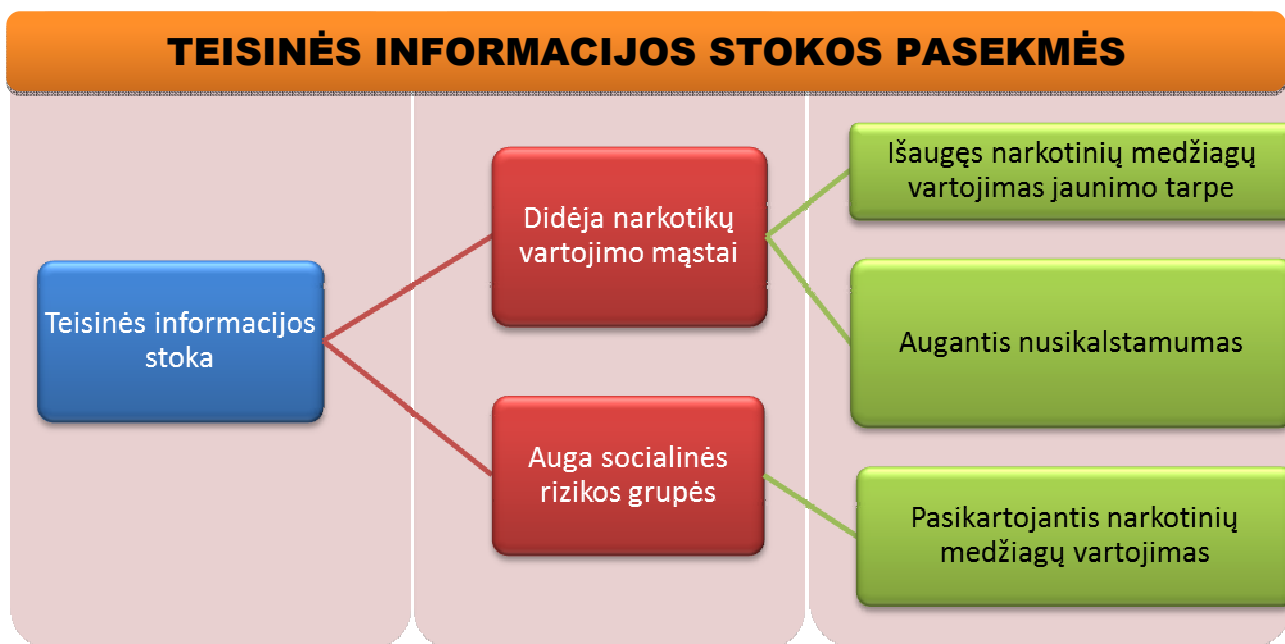 TEISINĖS INFORMACIJOS STOKOS PASEKMĖS
Teisinės informacijos
stoka
Didėja narkotikų
vartojimo mąstai
Auga socialinės
rizikos grupės
Išaugęs narkotinių medžiagų
vartojimas jaunimo tarpe
Augantis nusikalstamumas
Pasikartojantis narkotinių
medžiagų vartojimas